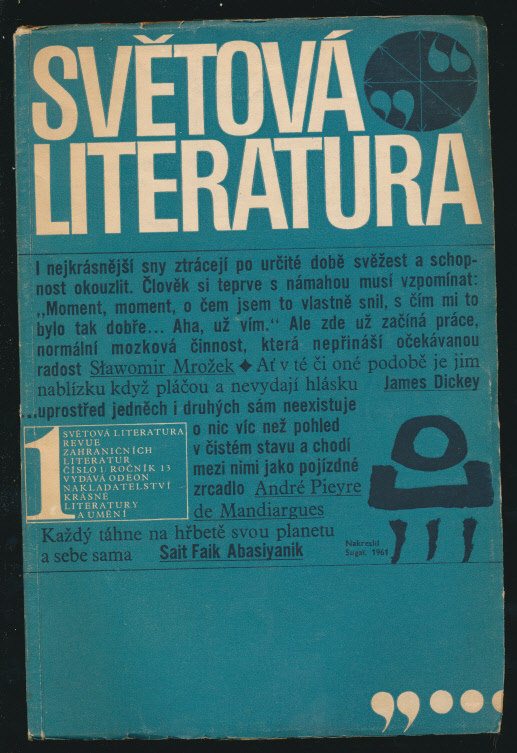 SVĚTOVÁ
LITERATURA
I nejkrásnější sny ztrácejí po určité době svěžest a schop-
nost okouzlit. Člověk si teprve s námahou musí vzpomínat:
„Moment, moment, o čem jsem to vlastně snil, s čím mi to
bylo tak dobře... Aha, už vím.“ Ale zde už začíná práce,
normální mozková činnost, která nepřináší očekávanou
radost Sławomir Mrożek ◆ Ať v té či oné podobě je jim
nablízku když pláčou a nevydají hlásku James Dickey
...uprostřed jedněch i druhých sám neexistuje
o nic víc než pohled
v čistém stavu a chodí
mezi nimi jako pojízdné
zrcadlo André Pieyre
de Mandiargues
1
SVĚTOVÁ LITERATURA
REVUE
ZAHRANIČNÍCH
LITERATUR
ČÍSLO 1/ROČNÍK 13
VYDÁVÁ ODEON
NAKLADATELSTVÍ
KRÁSNÉ
LITERATURY
A UMĚNÍ
Každý táhne na hřbetě svou planetu
a sebe sama Sait Faik Abasiyanik
Nakreslil
Sugai, 1961